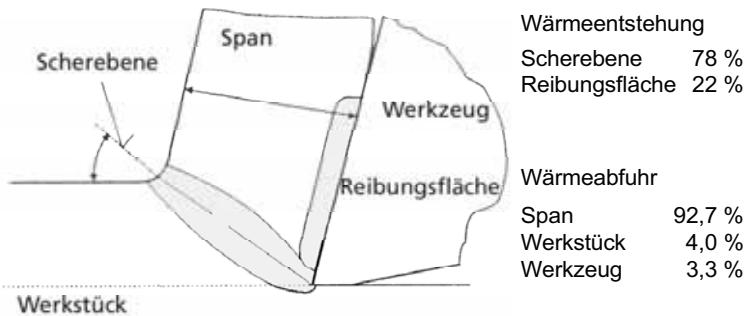 Span
Scherebene
Werkzeug
Reibungsfläche
Werkstück
Wärmeentstehung
Scherebene 78 %
Reibungsfläche 22 %
Wärmeabfuhr
Span 92,7 %
Werkstück 4,0 %
Werkzeug 3,3 %